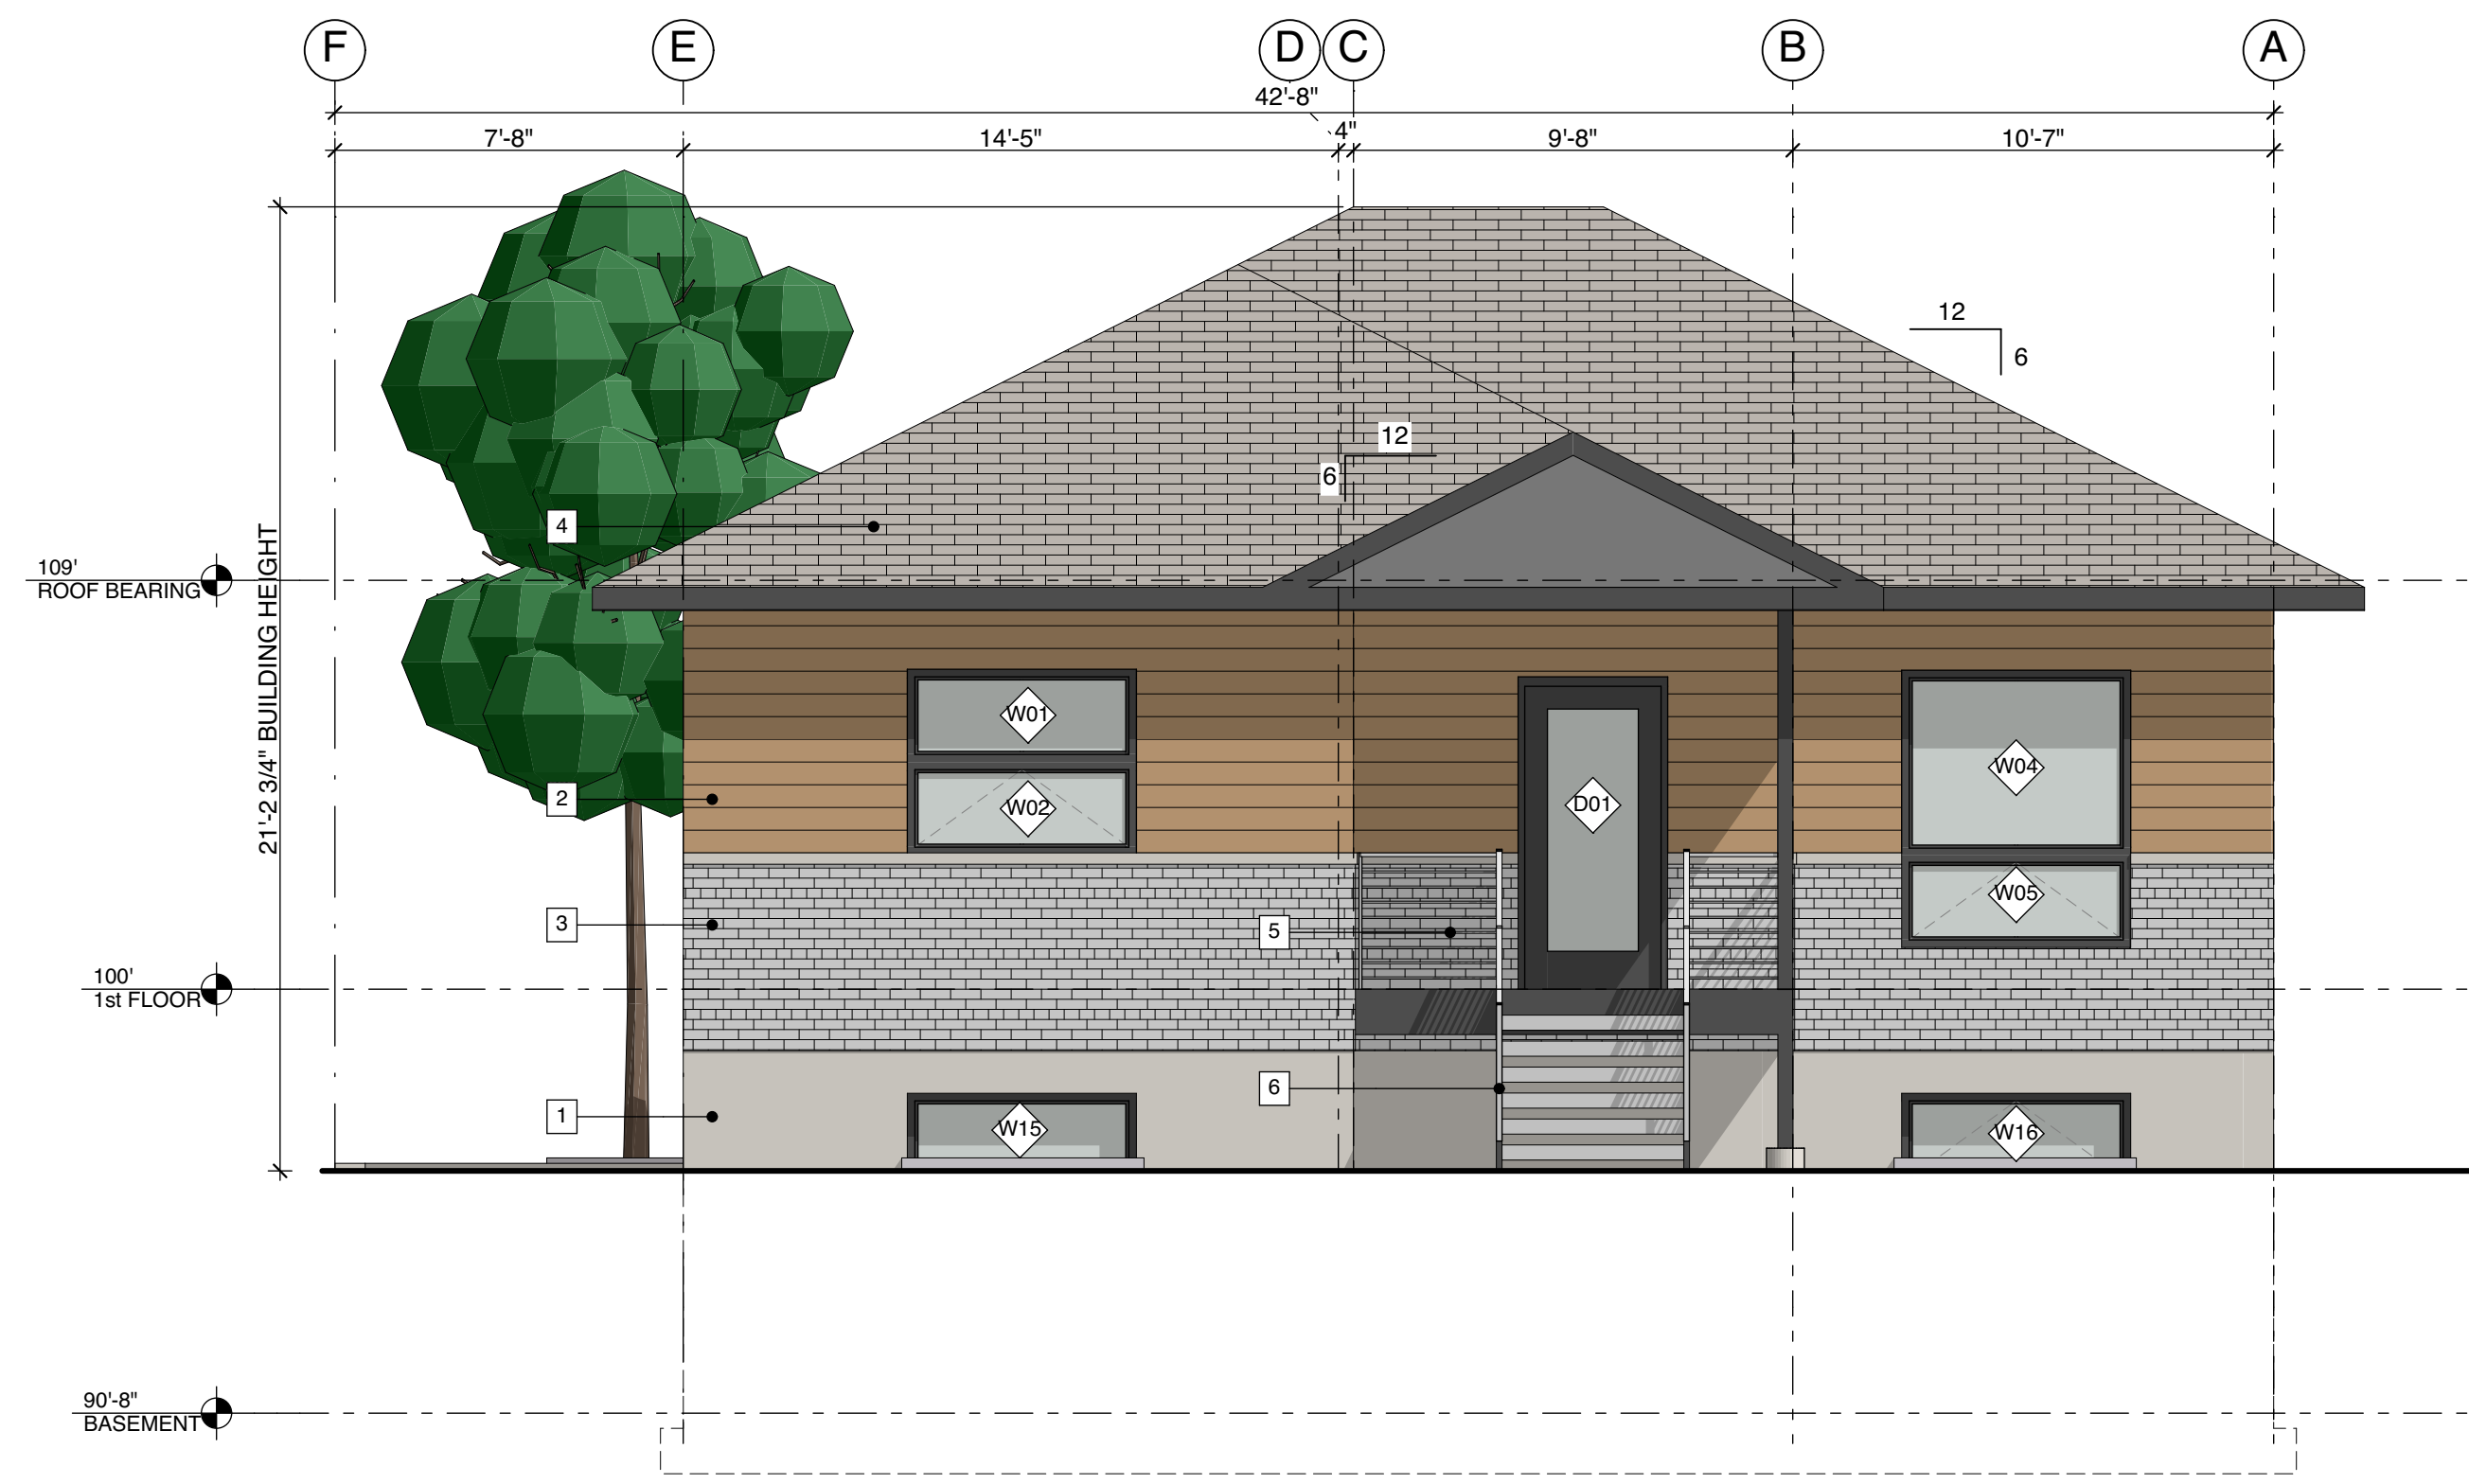 F E D C B A
42'-8"
7'-8" 14'-5" 4" 9'-8" 10'-7"
12
6
12
6
4
109'
ROOF BEARING
21'-2 3/4" BUILDING HEIGHT
W01
W04
2
W02
D01
W05
3
5
100'
1st FLOOR
6
1
W15
W16
90'-8"
BASEMENT